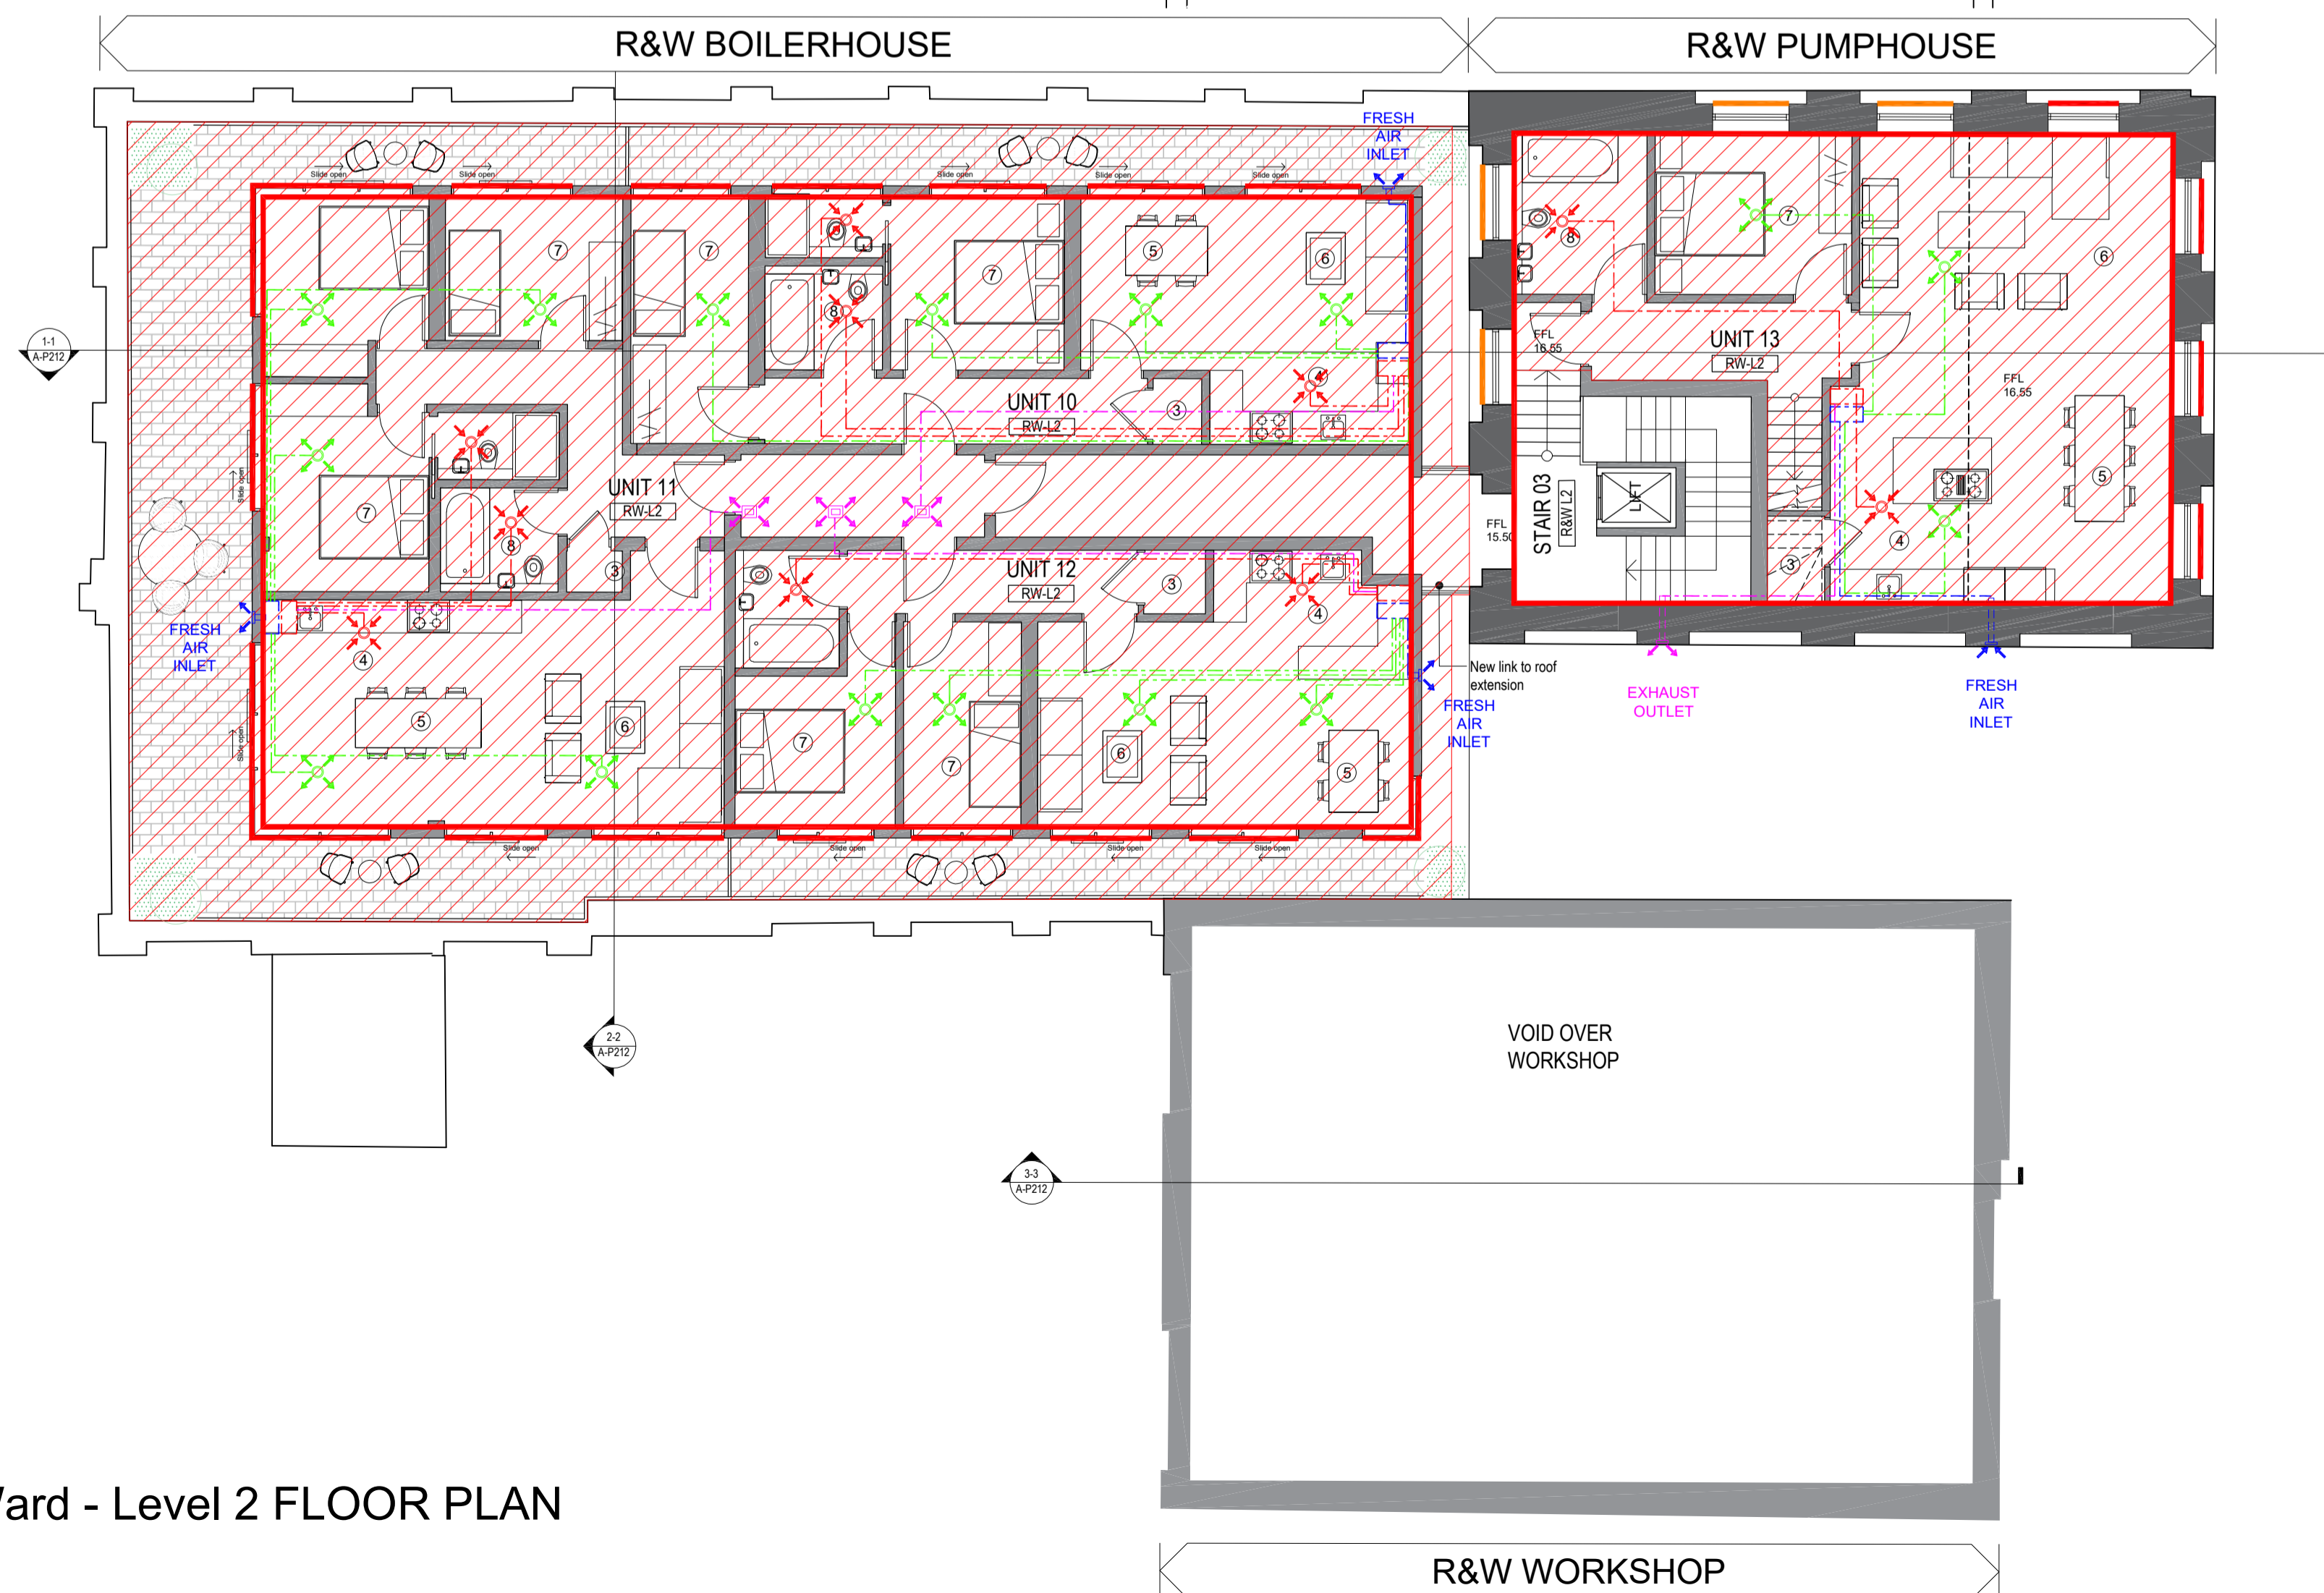 R&W BOILERHOUSE
R&W PUMPHOUSE
FRESH
AIR
INLET
Slide open
Slide open
Slide open
Slide open
Slide open
7
7
7
5
6
8
8
7
6
1-1
A-P212
UNIT 10
RW-L2
3
4
UNIT 13
RW-L2
FFL
16.55
FFL
16.55
Slide open
7
UNIT 11
RW-L2
8
3
STAIR 03
R&W L2
LIFT
FFL
15.50
5
4
3
UNIT 12
RW-L2
3
4
FRESH
AIR
INLET
4
5
6
7
7
6
5
Slide open
New link to roof
extension
FRESH
AIR
INLET
EXHAUST
OUTLET
FRESH
AIR
INLET
Slide open
Slide open
Slide open
Slide open
2-2
A-P212
VOID OVER
WORKSHOP
3-3
A-P212
- Level 2 FLOOR PLAN
R&W WORKSHOP